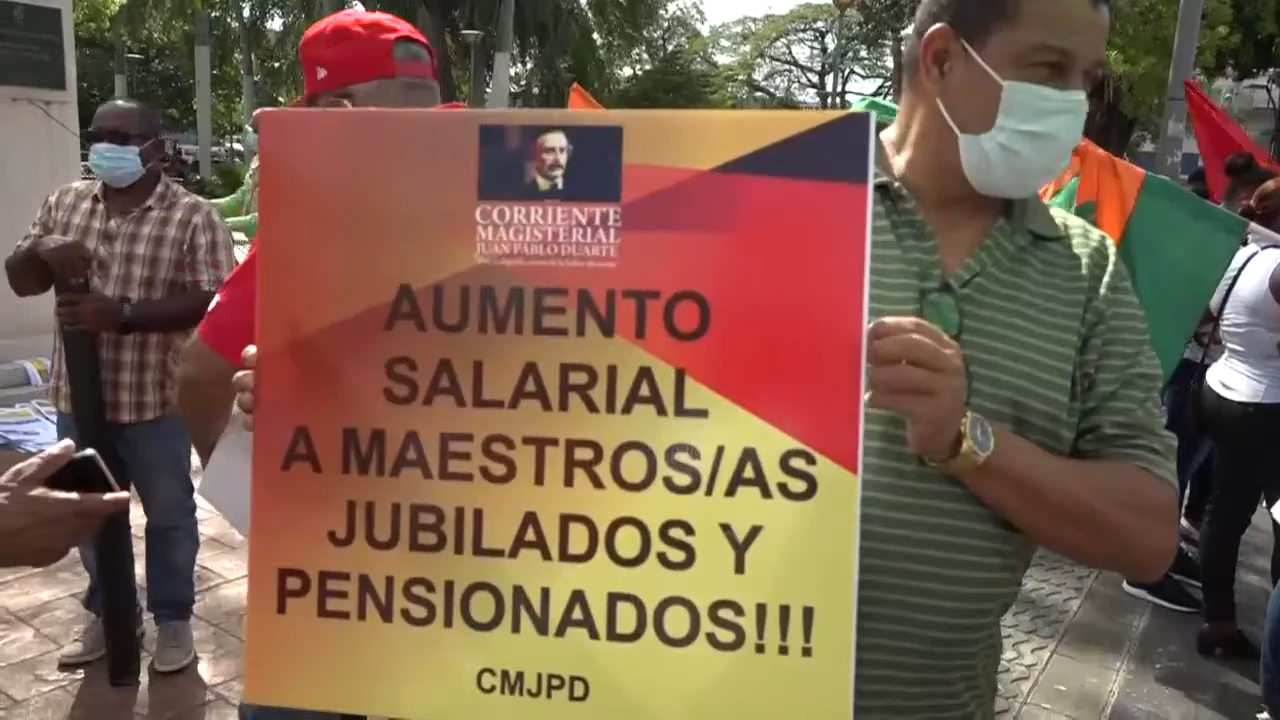 CORRIENTE
MAGISTERIAL
JUAN PABLO DUARTE
AUMENTO
SALARIAL
A MAESTROS/AS
JUBILADOS Y
PENSIONADOS!!!
CMJPD